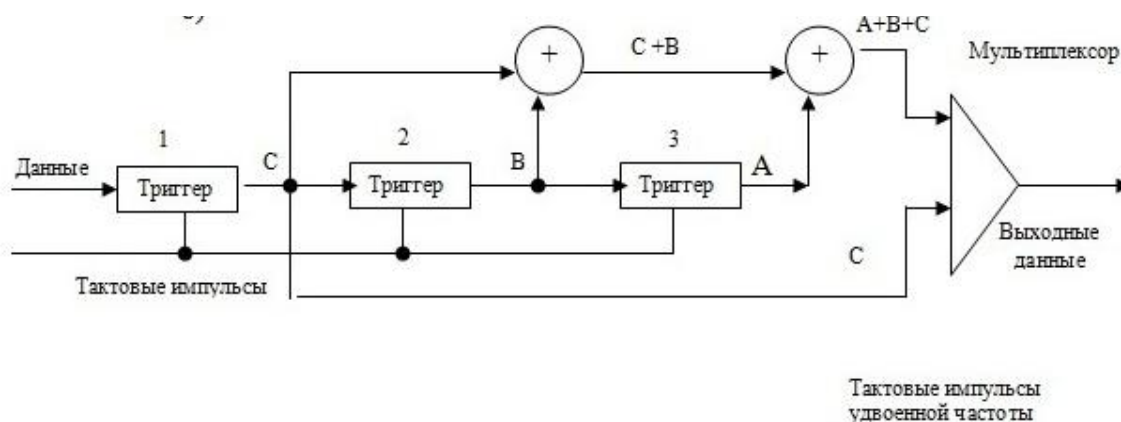 A+B+C
C +B
Мультиплексор
+
+
1
2
3
Данные
C
B
A
Триггер
Триггер
Триггер
Тактовые импульсы
C
Выходные
данные
Тактовые импульсы
удвоенной частоты